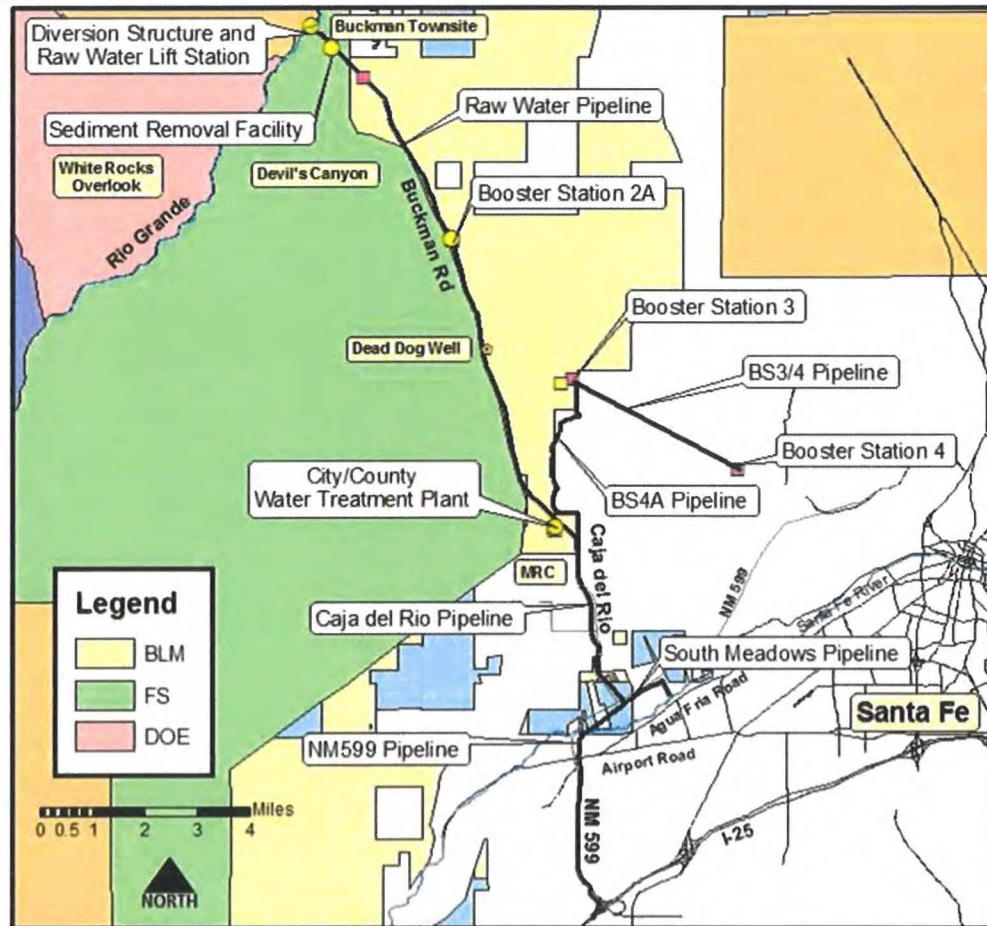 Diversion Structure and
Raw Water Lift Station
Buckman Townsite
Sediment Removal Facility
Raw Water Pipeline
White Rocks
Overlook
Devil's Canyon
Booster Station 2A
Rio Grande
Buckman Rd
Booster Station 3
Dead Dog Well
BS3/4 Pipeline
Booster Station 4
City/County
Water Treatment Plant
BS4A Pipeline
MRC
Caja del Rio
NM 599
Santa Fe River
Caja del Rio Pipeline
South Meadows Pipeline
Agua Fria Road
Santa Fe
NM599 Pipeline
Airport Road
NM 599
I-25
Legend
BLM
FS
DOE
Miles
0 0.5 1 2 3 4
NORTH